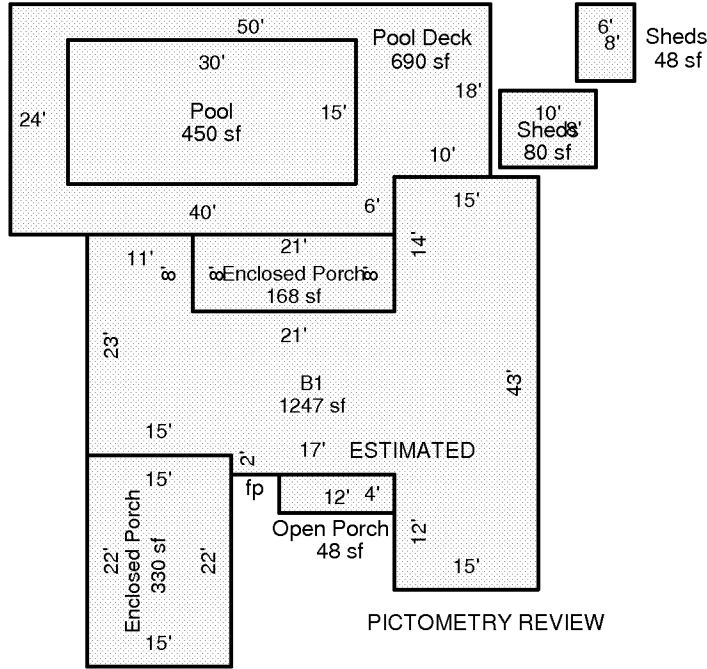 50'
Pool Deck
690 sf
6'
8'
Sheds
48 sf
30'
18'
24'
Pool
450 sf
15'
10'
8'
Sheds
80 sf
10'
40'
6'
15'
11'
8'
8'
21'
Enclosed Porch
168 sf
8'
14'
23'
21'
B1
1247 sf
43'
15'
2'
17'
ESTIMATED
15'
fp
12'
4'
Open Porch
48 sf
12'
22'
Enclosed Porch
330 sf
22'
15'
15'
PICTOMETRY REVIEW